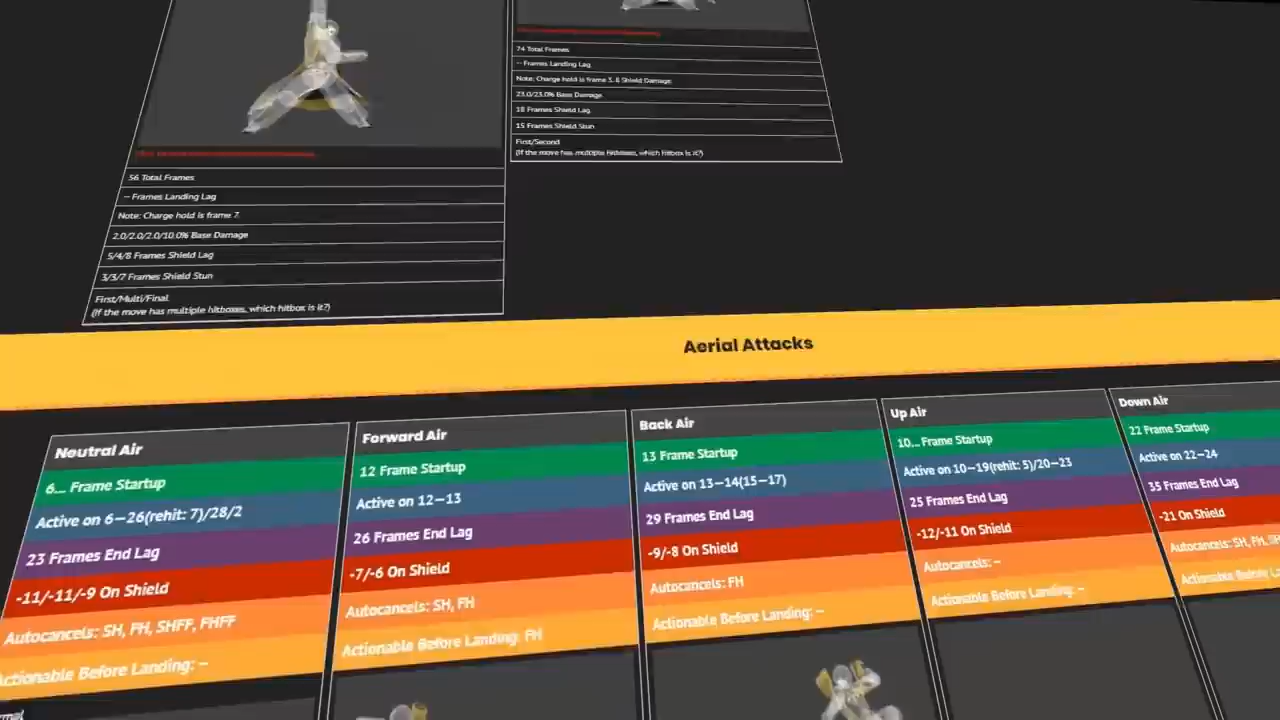 56 Total Frames
-- Frames Landing Lag
Note: Charge hold is frame 7.
2.0/2.0/2.0/10.0% Base Damage
5/4/8 Frames Shield Lag
3/3/7 Frames Shield Stun
First/Multi/Final
(If the move has multiple hitboxes, which hitbox is it?)
74 Total Frames
-- Frames Landing Lag
23.0/23.0% Base Damage
18 Frames Shield Lag
15 Frames Shield Stun
First/Second
(If the move has multiple hitboxes, which hitbox is it?)
Aerial Attacks
Neutral Air
6... Frame Startup
Active on 6—26(rehit: 7)/28/2
23 Frames End Lag
-11/-11/-9 On Shield
Autocancels: SH, FH, SHFF, FHFF
Actionable Before Landing: --
Forward Air
12 Frame Startup
Active on 12—13
26 Frames End Lag
-7/-6 On Shield
Autocancels: SH, FH
Actionable Before Landing: FH
Back Air
13 Frame Startup
Active on 13—14(15—17)
29 Frames End Lag
-9/-8 On Shield
Autocancels: FH
Actionable Before Landing: --
Up Air
10... Frame Startup
Active on 10—19(rehit: 5)/20—23
25 Frames End Lag
-12/-11 On Shield
Autocancels: --
Actionable Before Landing: --
Down Air
22 Frame Startup
Active on 22—24
35 Frames End Lag
-21 On Shield
Autocancels: SH, FH,
Actionable Before